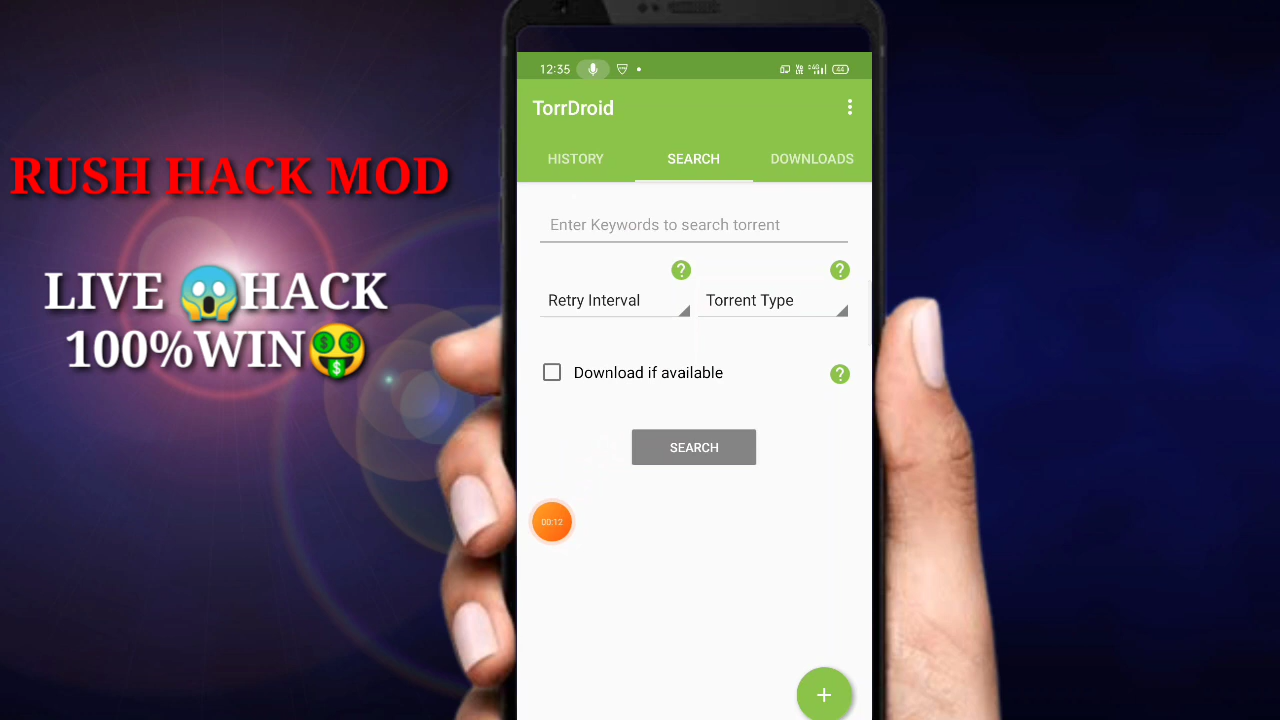 RUSH HACK MOD
LIVE 😱HACK
100%WIN🤑
12:35
44
TorrDroid
HISTORY SEARCH DOWNLOADS
Enter Keywords to search torrent
Retry Interval Torrent Type
Download if available
SEARCH
00:12